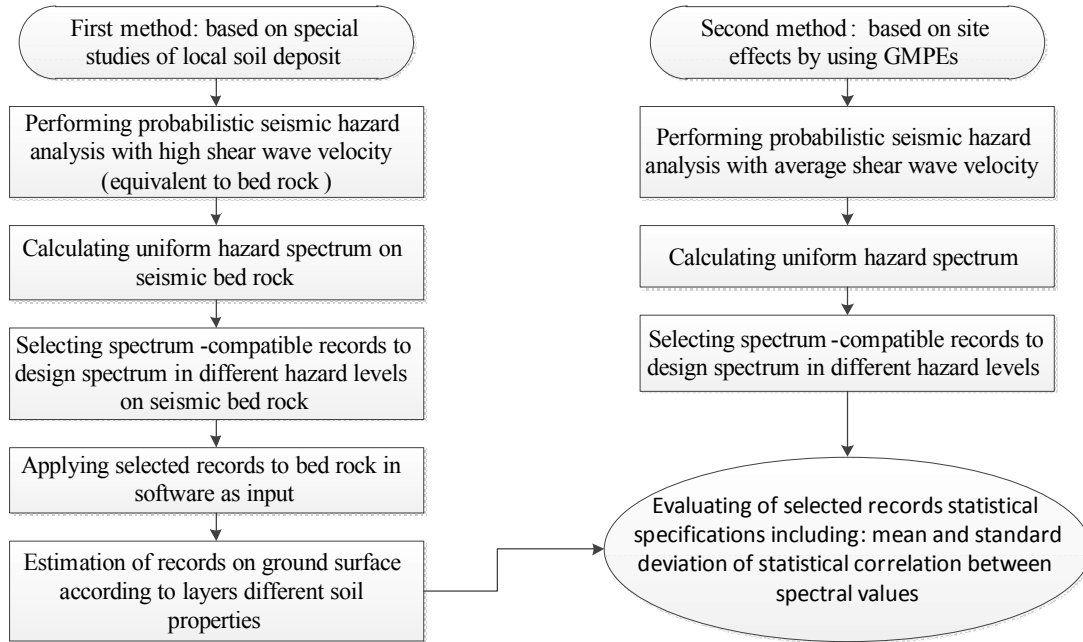 First method: based on special
studies of local soil deposit
Performing probabilistic seismic hazard
analysis with high shear wave velocity
(equivalent to bed rock )
Calculating uniform hazard spectrum on
seismic bed rock
Selecting spectrum -compatible records to
design spectrum in different hazard levels
on seismic bed rock
Applying selected records to bed rock in
software as input
Estimation of records on ground surface
according to layers different soil
properties
Second method : based on site
effects by using GMPEs
Performing probabilistic seismic hazard
analysis with average shear wave velocity
Calculating uniform hazard spectrum
Selecting spectrum -compatible records to
design spectrum in different hazard levels
Evaluating of selected records statistical
specifications including: mean and standard
deviation of statistical correlation between
spectral values